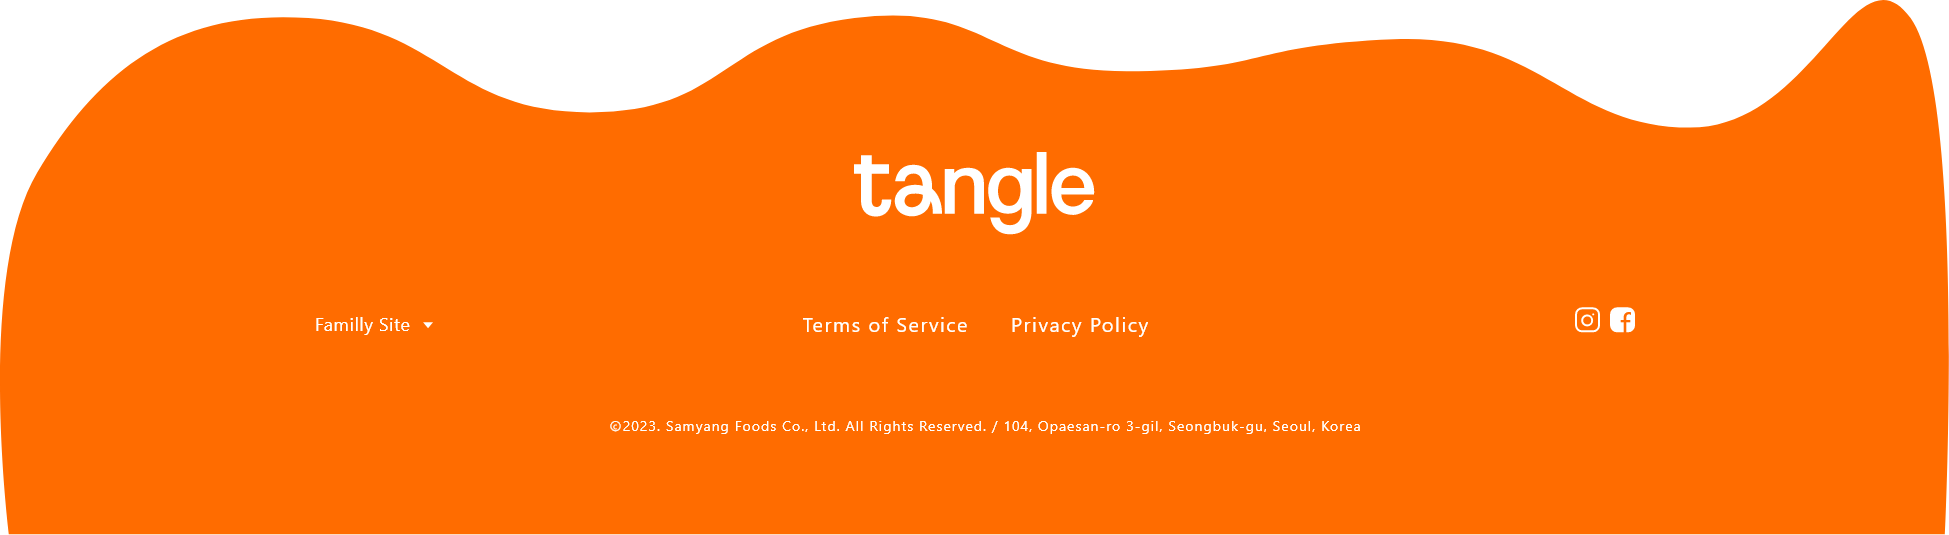 tangle
Familly Site
Terms of Service
Privacy Policy
©2023. Samyang Foods Co., Ltd. All Rights Reserved. / 104, Opaesan-ro 3-gil, Seongbuk-gu, Seoul, Korea